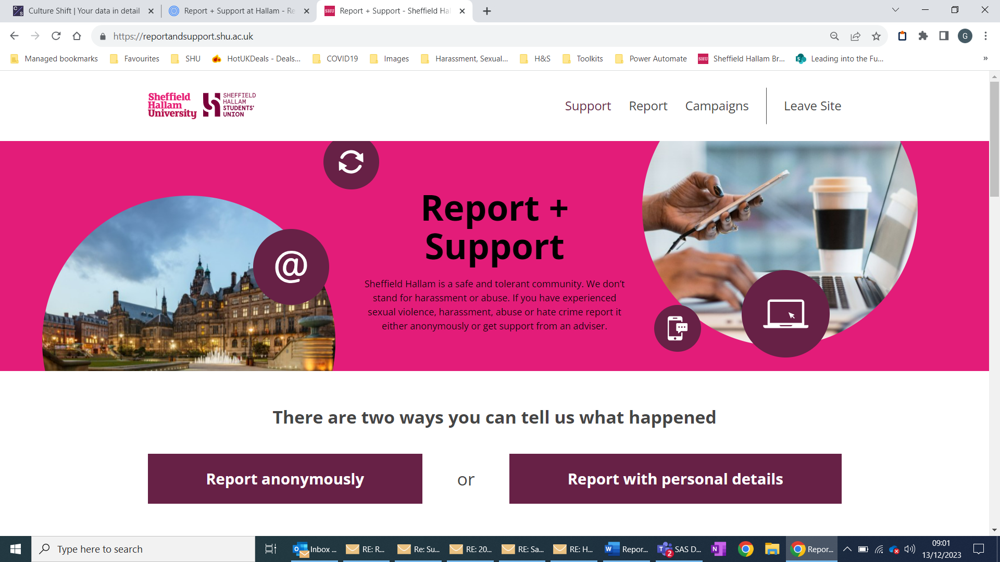 Culture Shift | Your data in detail
Report + Support at Hallam - Re
SHU
Report + Support - Sheffield Hal
https://reportandsupport.shu.ac.uk
G
Managed bookmarks
Favourites
SHU
HotUKDeals - Deals...
COVID19
Images
Harassment, Sexual...
H&S
Toolkits
Power Automate
SHU
Sheffield Hallam Br...
Leading into the Fu...
»
Sheffield
Hallam
University
SHEFFIELD
HALLAM
STUDENTS'
UNION
Support
Report
Campaigns
Leave Site
Report +
Support
@
Sheffield Hallam is a safe and tolerant community. We don't
stand for harassment or abuse. If you have experienced
sexual violence, harassment, abuse or hate crime report it
either anonymously or get support from an adviser.
There are two ways you can tell us what happened
Report anonymously
or
Report with personal details
Type here to search
Inbox ...
RE: R...
Re: Su...
RE: 20...
RE: Sa...
RE: H...
Repor...
2
SAS D...
Repor...
09:01
13/12/2023